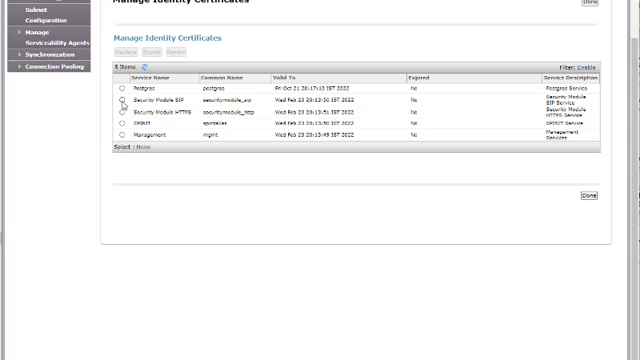 Manage Identity Certificates
Done
Subnet
Configuration
Manage
Serviceability Agents
Synchronization
Connection Pooling
Manage Identity Certificates
Replace Export Renew
5 Items
Filter: Enable
Service Name Common Name Valid To Expired Service Description
Postgres postgres Fri Oct 21 20:17:13 IST 2022 No Postgres Service
Security Module SIP securitymodule_sip Wed Feb 23 20:13:50 IST 2022 No Security Module SIP Service
Security Module HTTPS securitymodule_http Wed Feb 23 20:13:51 IST 2022 No Security Module HTTPS Service
SPIRIT spiritalias Wed Feb 23 20:13:50 IST 2022 No SPIRIT Service
Management mgmt Wed Feb 23 20:13:49 IST 2022 No Management Services
Select : None
Done